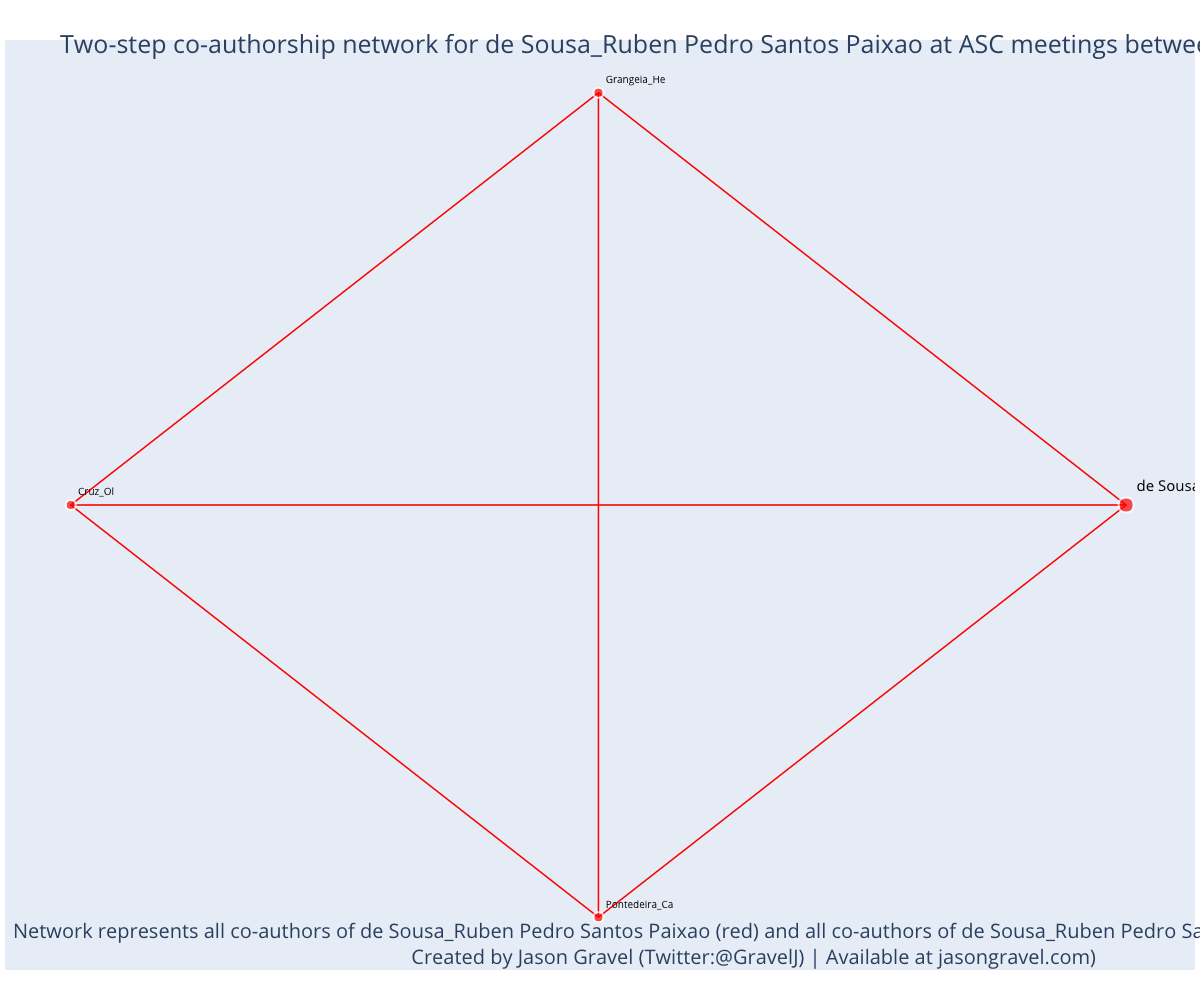 Two-step co-authorship network for de Sousa_Ruben Pedro Santos Paixao at ASC meetings betwee
Grangeia_He
Cruz_Ol
de Sousa
Pontedeira_Ca
Network represents all co-authors of de Sousa_Ruben Pedro Santos Paixao (red) and all co-authors of de Sousa_Ruben Pedro Sa
Created by Jason Gravel (Twitter:@GravelJ) | Available at jasongravel.com)